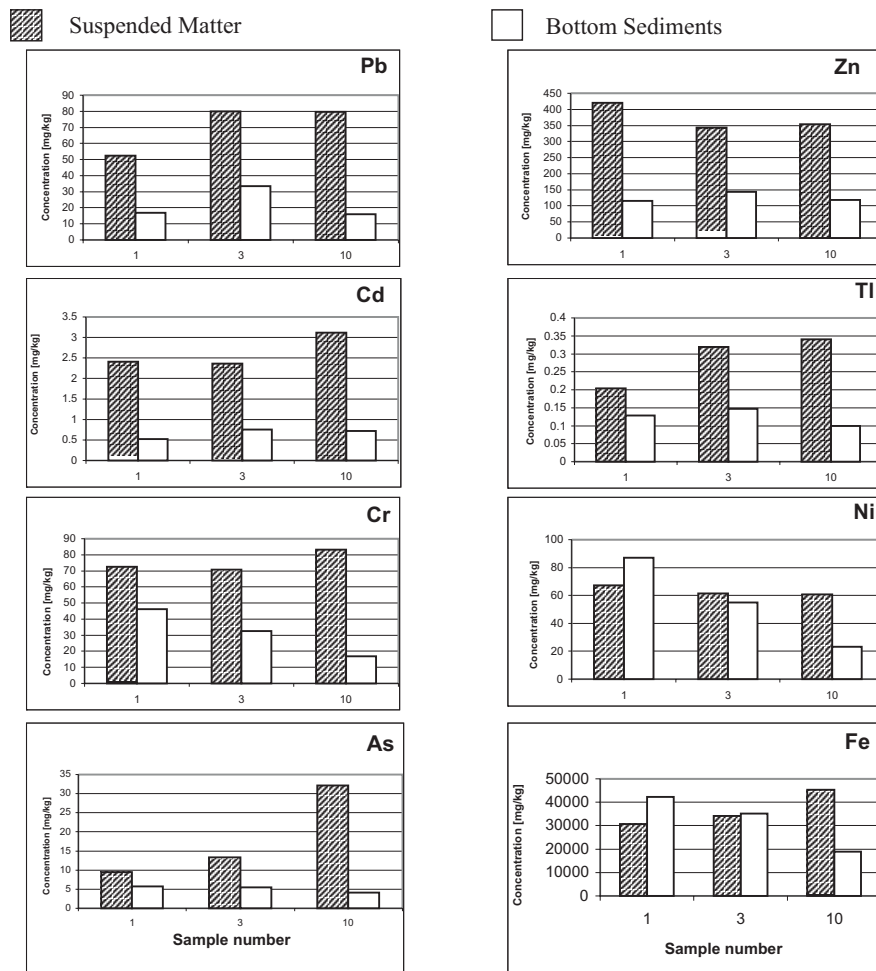 Suspended Matter
Bottom Sediments
Pb
Concentration [mg/kg]
90
80
70
60
50
40
30
20
10
0
1 3 10
Zn
Concentration [mg/kg]
450
400
350
300
250
200
150
100
50
0
1 3 10
Cd
Concentration [mg/kg]
3.5
3
2.5
2
1.5
1
0.5
0
1 3 10
Tl
Concentration [mg/kg]
0.4
0.35
0.3
0.25
0.2
0.15
0.1
0.05
0
1 3 10
Cr
Concentration [mg/kg]
90
80
70
60
50
40
30
20
10
0
1 3 10
Ni
Concentration [mg/kg]
100
80
60
40
20
0
1 3 10
As
Concentration [mg/kg]
35
30
25
20
15
10
5
0
1 3 10
Sample number
Fe
Concentration [mg/kg]
50000
40000
30000
20000
10000
0
1 3 10
Sample number